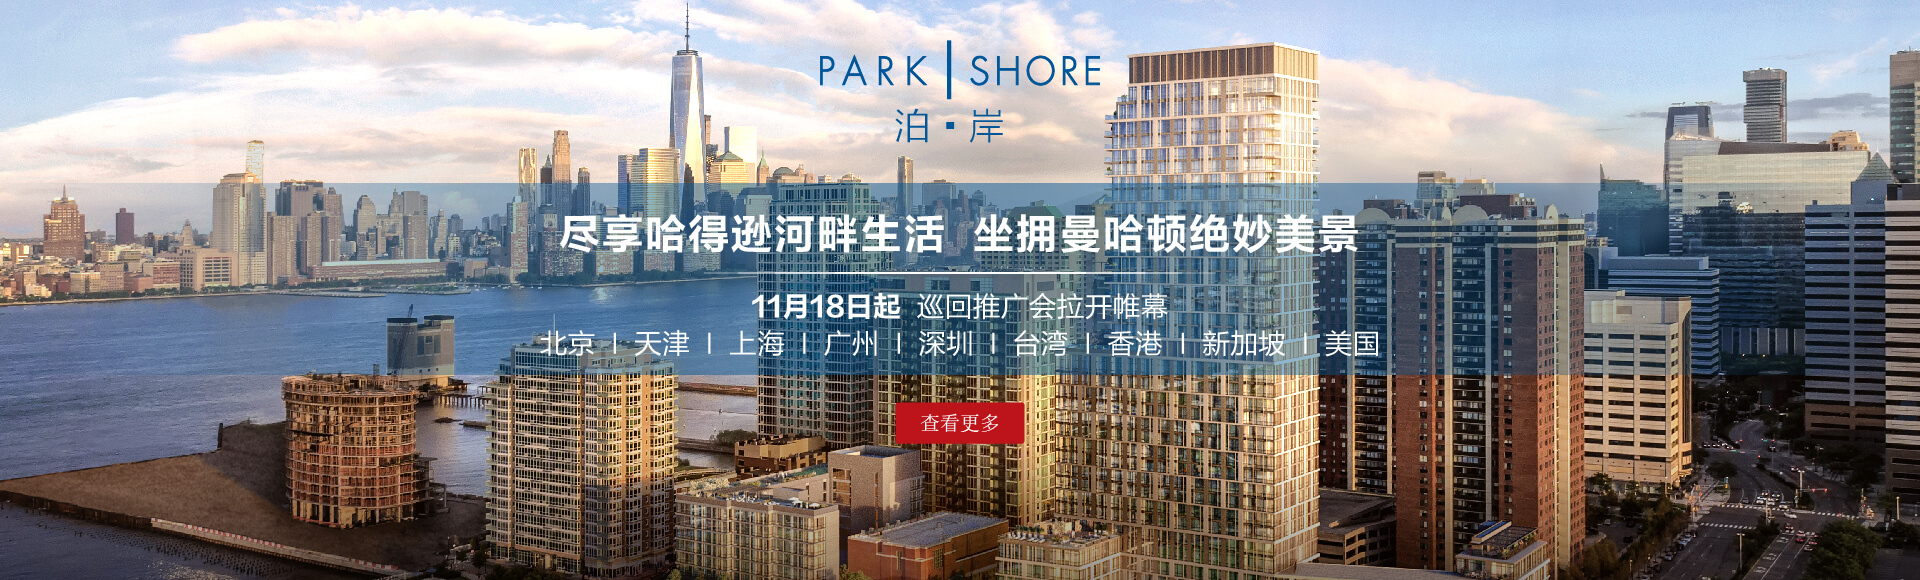 PARK | SHORE
泊·岸
尽享哈得逊河畔生活 坐拥曼哈顿绝妙美景
11月18日起 巡回推广会拉开帷幕
北京 | 天津 | 上海 | 广州 | 深圳 | 台湾 | 香港 | 新加坡 | 美国
查看更多